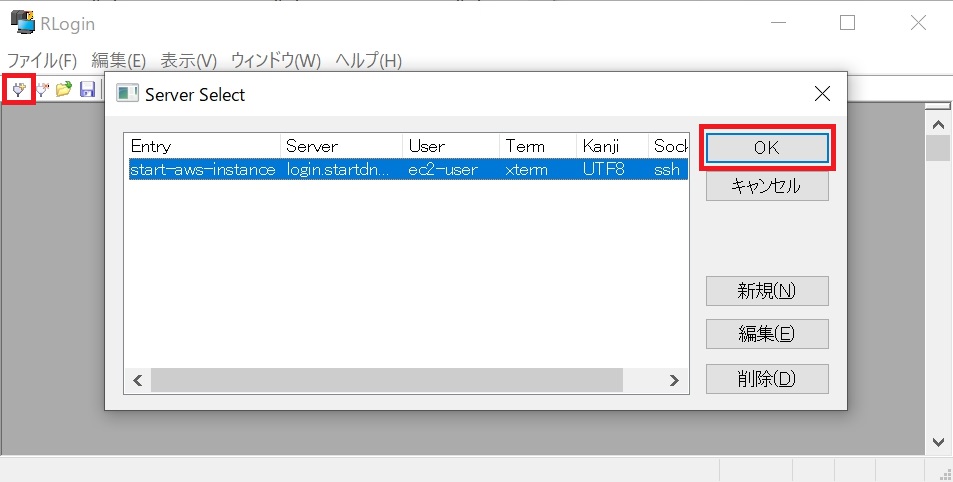 RLogin
ファイル(F) 編集(E) 表示(V) ウィンドウ(W) ヘルプ(H)
Server Select
Entry Server User Term Kanji Sock
start-aws-instance login.startdn... ec2-user xterm UTF8 ssh
OK
キャンセル
新規(N)
編集(E)
削除(D)